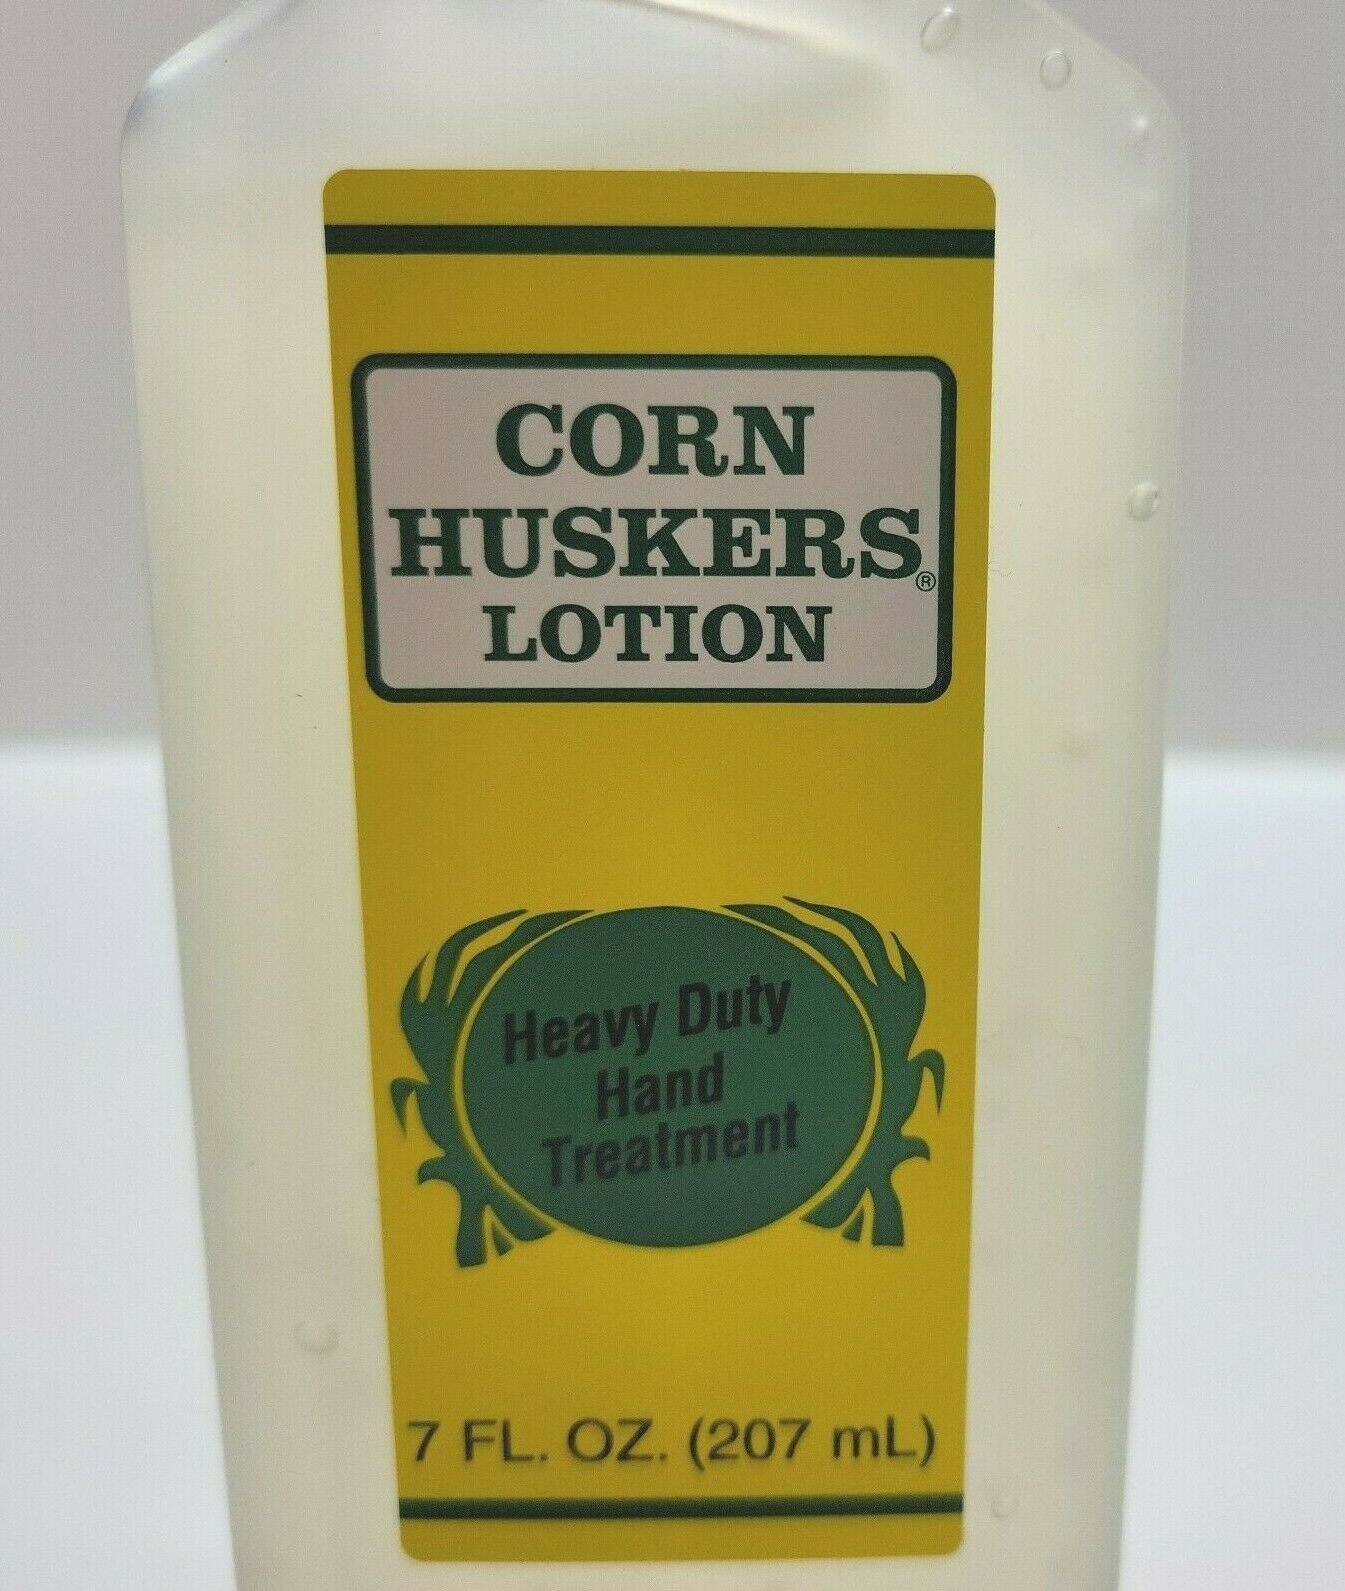 CORN
HUSKERS®
LOTION
Heavy Duty
Hand
Treatment
7 FL. OZ. (207 mL)